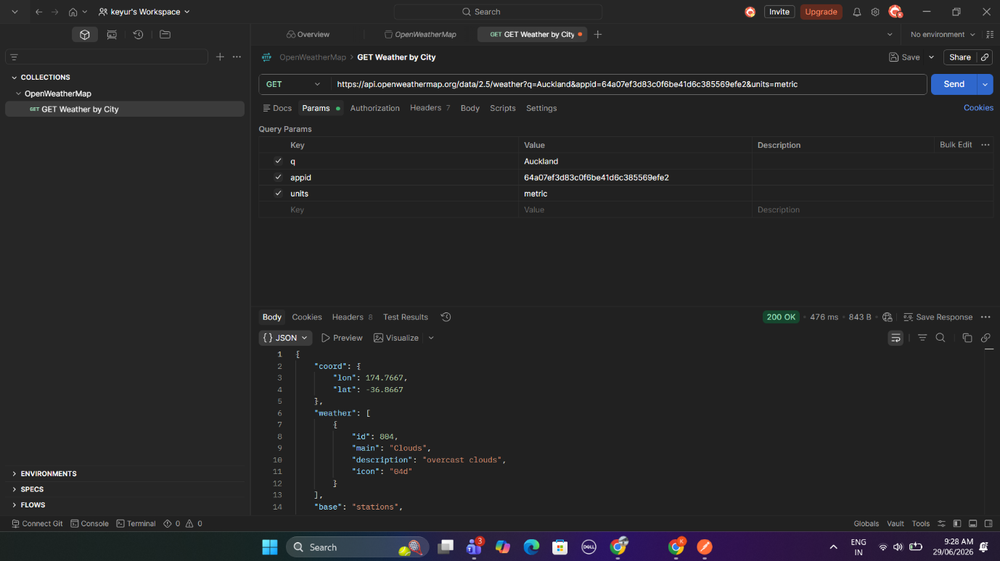 keyur's Workspace
Search
Invite
Upgrade
Overview
OpenWeatherMap
GET GET Weather by City
No environment
COLLECTIONS
OpenWeatherMap
GET GET Weather by City
HTTP OpenWeatherMap > GET Weather by City
Save
Share
GET
https://api.openweathermap.org/data/2.5/weather?q=Auckland&appid=64a07ef3d83c0f6be41d6c385569efe2&units=metric
Send
Docs Params Authorization Headers 7 Body Scripts Settings
Cookies
Query Params
Key Value Description Bulk Edit
q Auckland
appid 64a07ef3d83c0f6be41d6c385569efe2
units metric
Key Value Description
Body Cookies Headers 8 Test Results
200 OK • 476 ms • 843 B
e.g. Save Response
{} JSON Preview Visualize
1 {
2 "coord": {
3 "lon": 174.7667,
4 "lat": -36.8667
5 },
6 "weather": [
7 {
8 "id": 804,
9 "main": "Clouds",
10 "description": "overcast clouds",
11 "icon": "04d"
12 }
13 ],
14 "base": "stations",
ENVIRONMENTS
SPECS
FLOWS
Connect Git Console Terminal 0 0
Globals Vault Tools
Search
3
DELL
K
ENG
IN
9:28 AM
29/06/2026